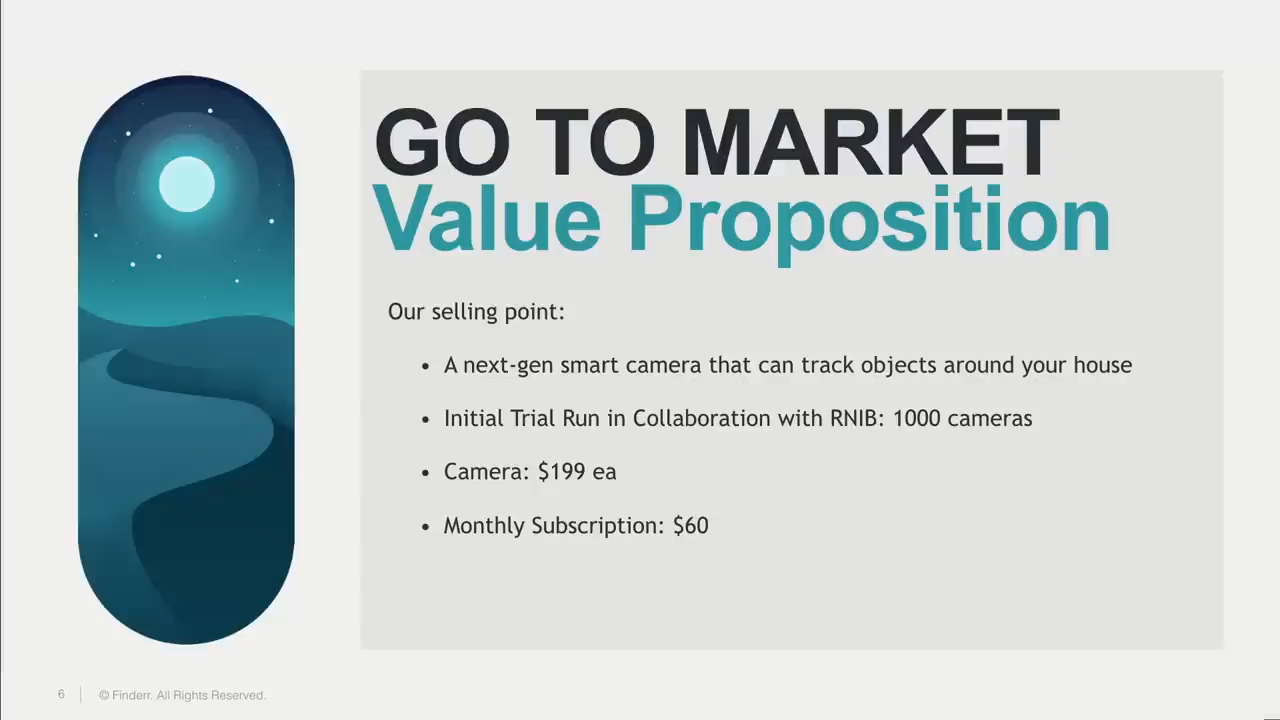 GO TO MARKET
Value Proposition
Our selling point:
• A next-gen smart camera that can track objects around your house
• Initial Trial Run in Collaboration with RNIB: 1000 cameras
• Camera: $199 ea
• Monthly Subscription: $60
6
© Finderr. All Rights Reserved.